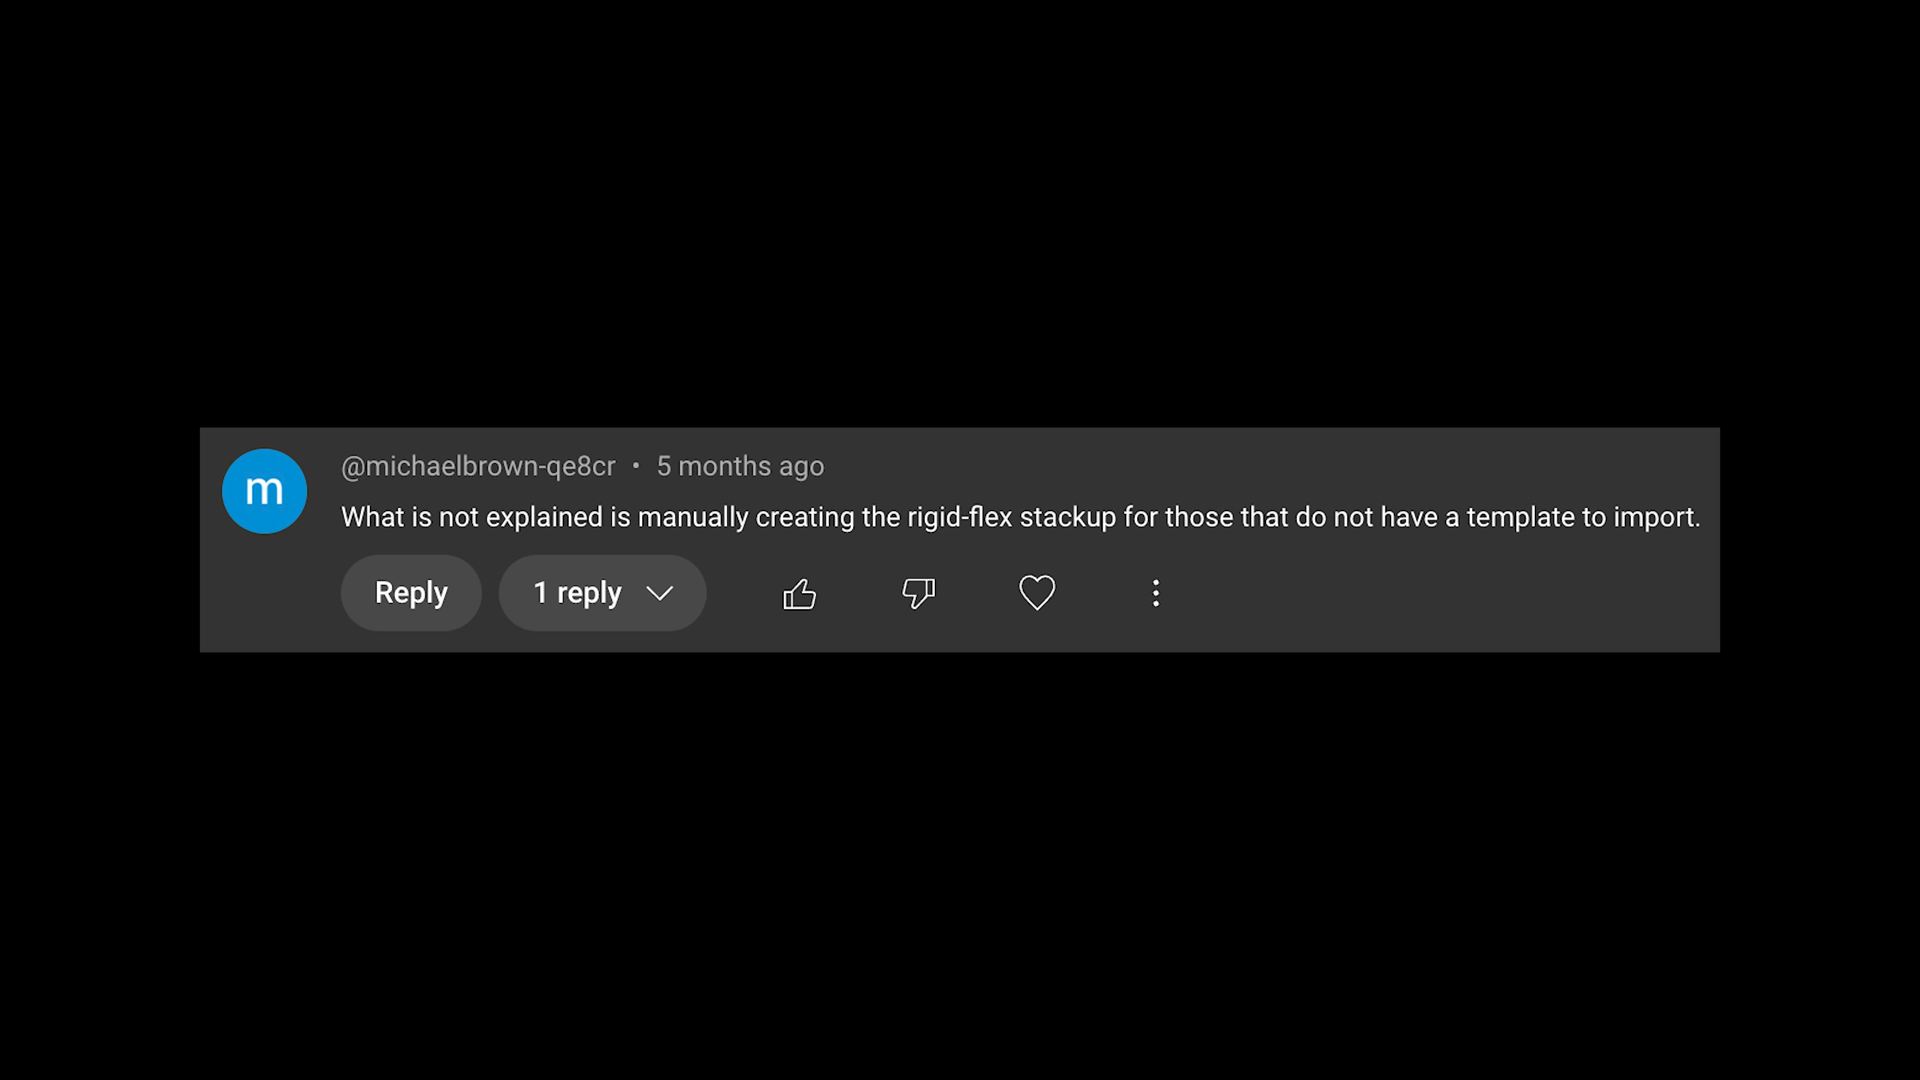 m
@michaelbrown-qe8cr • 5 months ago
What is not explained is manually creating the rigid-flex stackup for those that do not have a template to import.
Reply 1 reply